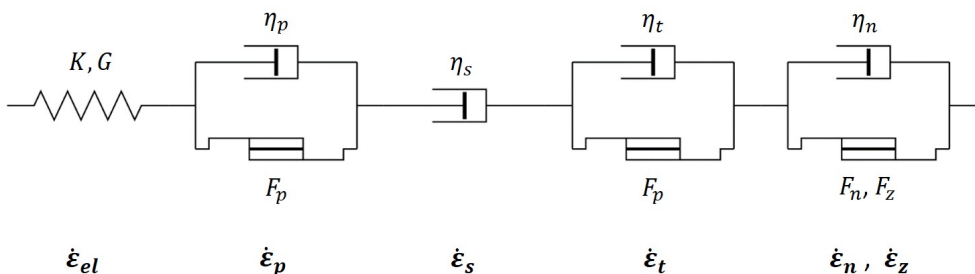 η_p η_t η_n
K, G η_s
F_p F_p F_n, F_z
ε̇_el ε̇_p ε̇_s ε̇_t ε̇_n , ε̇_z